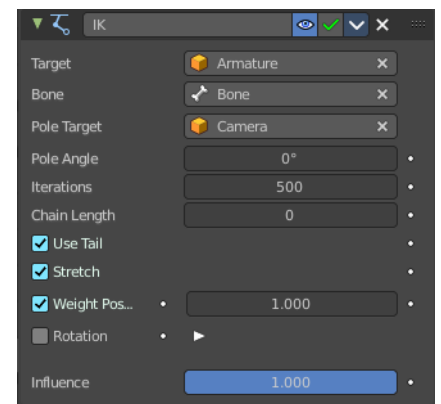 IK
Target Armature
Bone Bone
Pole Target Camera
Pole Angle 0°
Iterations 500
Chain Length 0
Use Tail
Stretch
Weight Pos... 1.000
Rotation
Influence 1.000